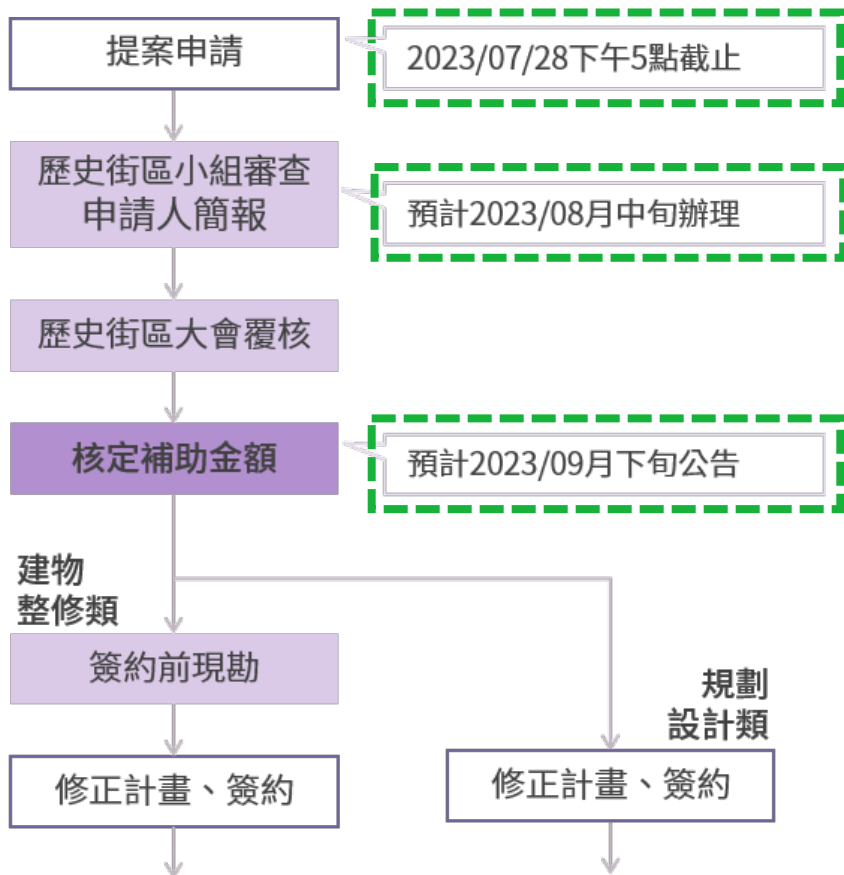 提案申請
2023/07/28下午5點截止
歷史街區小組審查
申請人簡報
預計2023/08月中旬辦理
歷史街區大會覆核
核定補助金額
預計2023/09月下旬公告
建物
整修類
簽約前現勘
規劃
設計類
修正計畫、簽約
修正計畫、簽約